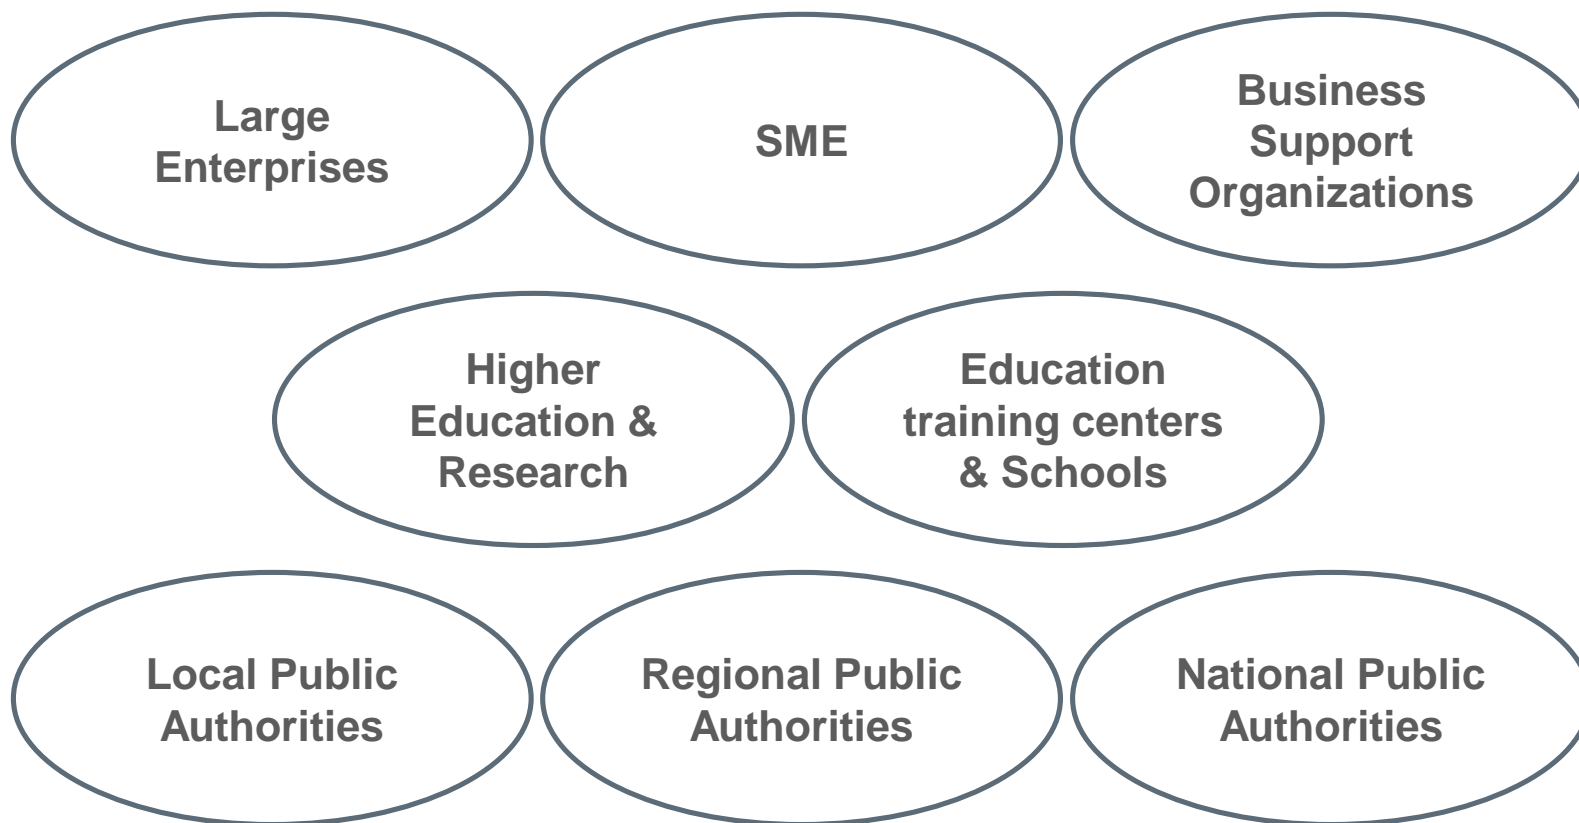 Large
Enterprises
SME
Business
Support
Organizations
Higher
Education &
Research
Education
training centers
& Schools
Local Public
Authorities
Regional Public
Authorities
National Public
Authorities